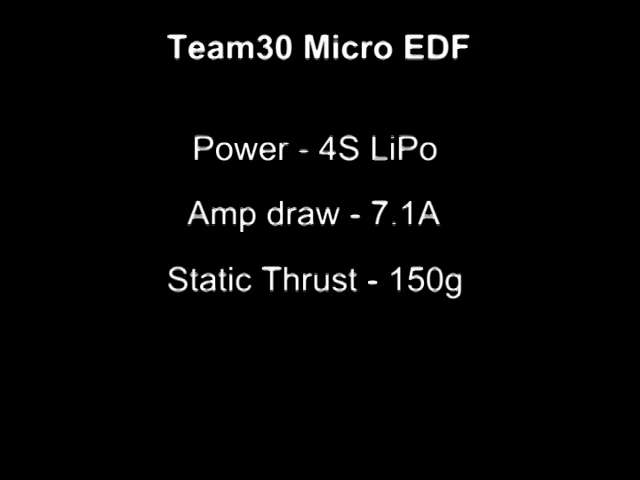 Team30 Micro EDF
Power - 4S LiPo
Amp draw - 7.1A
Static Thrust - 150g